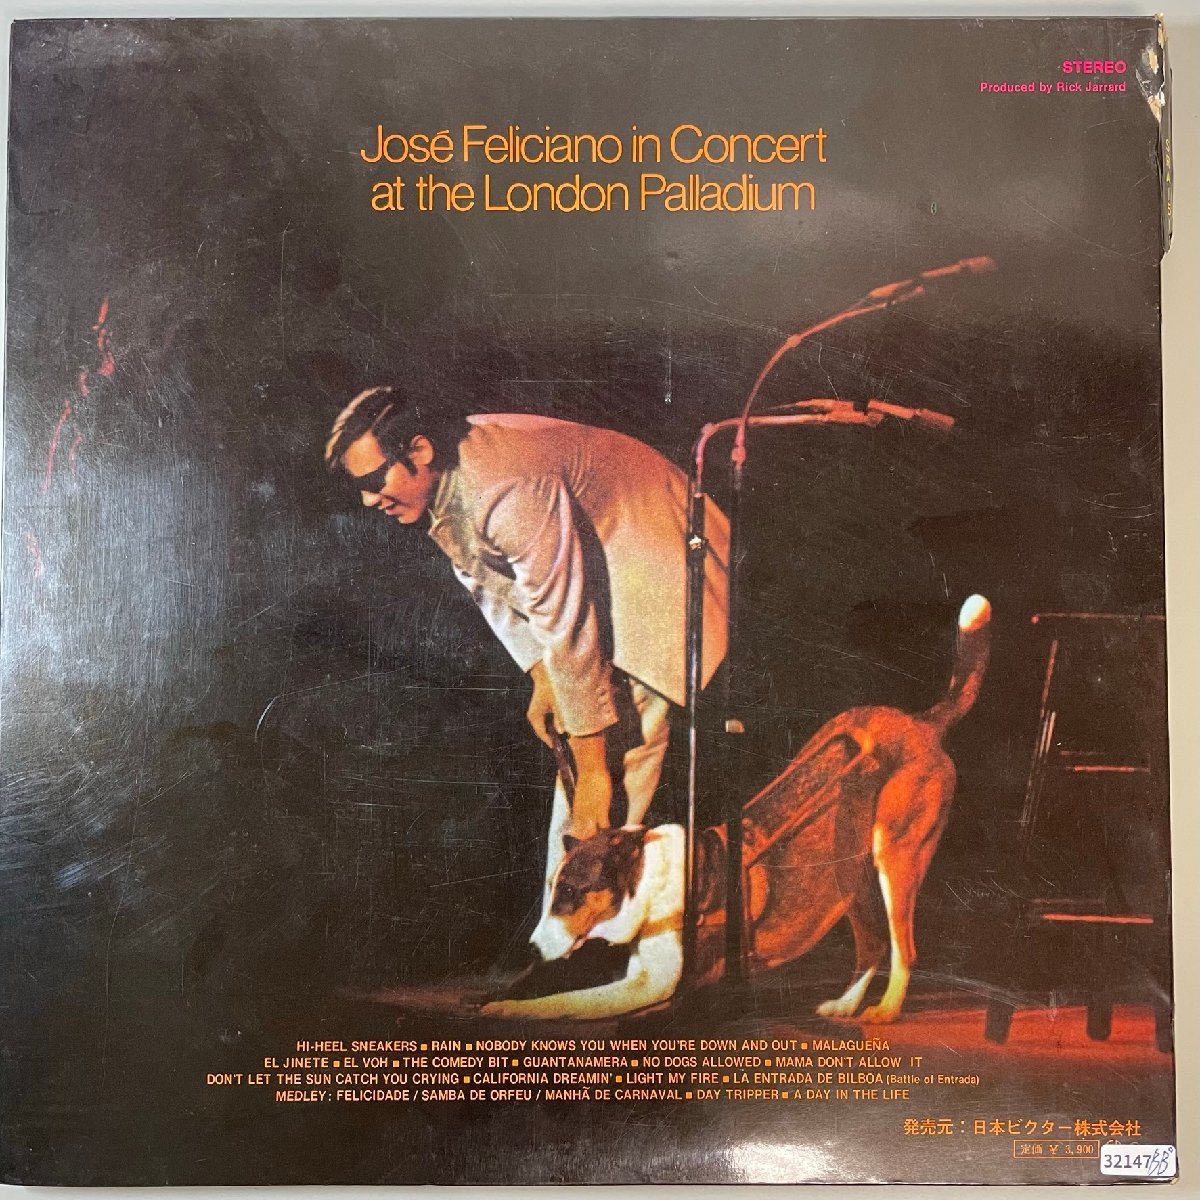 STEREO
Produced by Rick Jarrard
José Feliciano in Concert
at the London Palladium
HI-HEEL SNEAKERS ■ RAIN ■ NOBODY KNOWS YOU WHEN YOU'RE DOWN AND OUT ■ MALAGUEÑA
EL JINETE ■ EL VOH ■ THE COMEDY BIT ■ GUANTANAMERA ■ NO DOGS ALLOWED ■ MAMA DON'T ALLOW IT
DON'T LET THE SUN CATCH YOU CRYING ■ CALIFORNIA DREAMIN' ■ LIGHT MY FIRE ■ LÀ ENTRADA DE BILBOA (Battle of Entrada)
MEDLEY : FELICIDADE / SAMBA DE ORFEU / MANHÃ DE CARNAVAL ■ DAY TRIPPER ■ A DAY IN THE LIFE
発売元：日本ビクター株式会社
定価 ¥ 3,900
32147